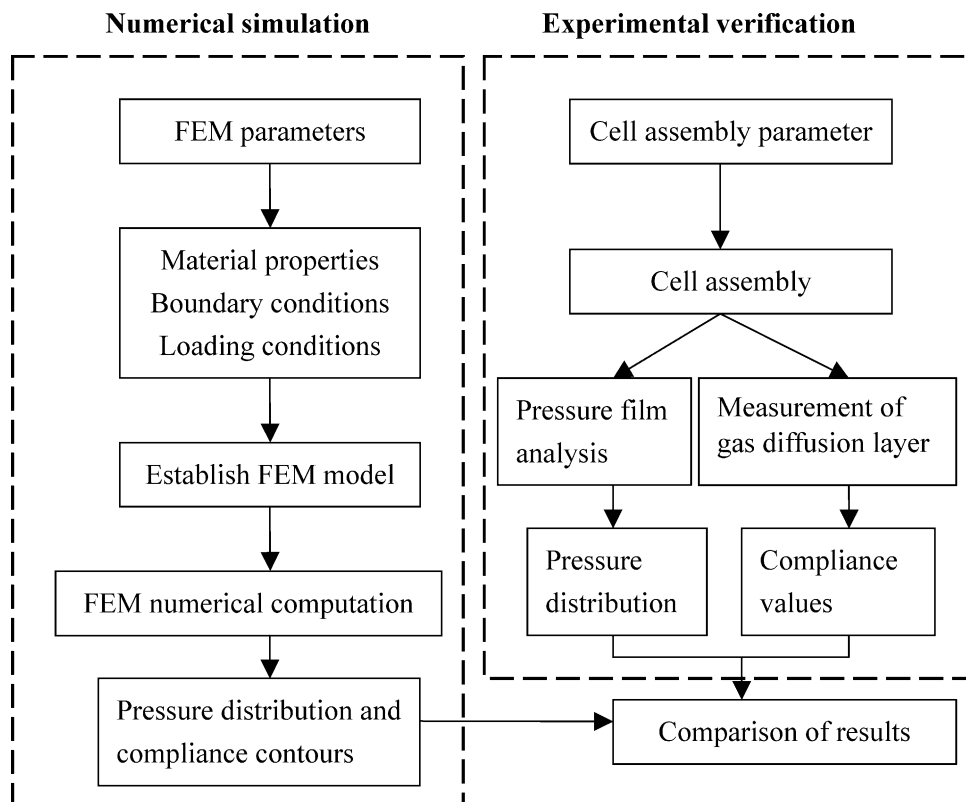 Numerical simulation
Experimental verification
FEM parameters
Material properties
Boundary conditions
Loading conditions
Establish FEM model
FEM numerical computation
Pressure distribution and
compliance contours
Cell assembly parameter
Cell assembly
Pressure film
analysis
Measurement of
gas diffusion layer
Pressure
distribution
Compliance
values
Comparison of results